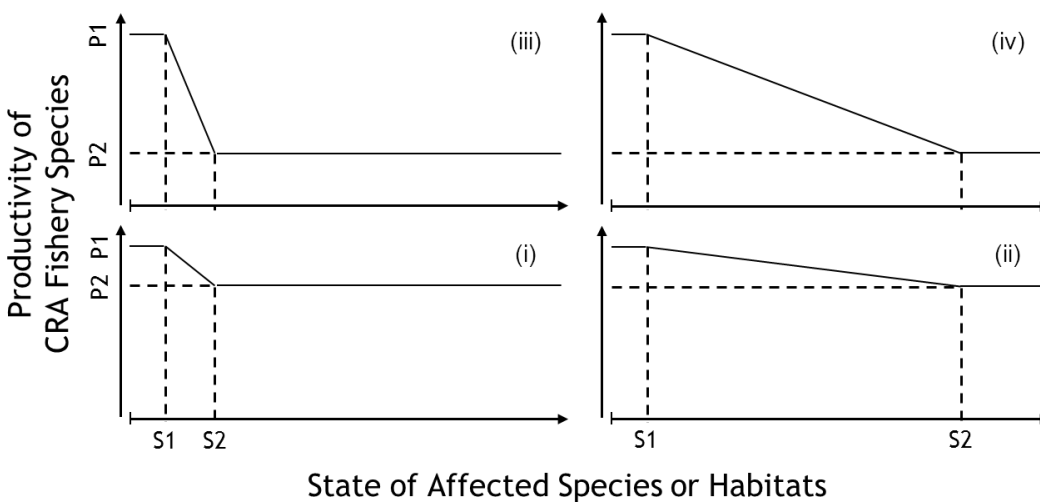 Productivity of
CRA Fishery Species
P1
P2
(iii)
(iv)
P1
P2
(i)
(ii)
S1
S2
S1
S2
State of Affected Species or Habitats